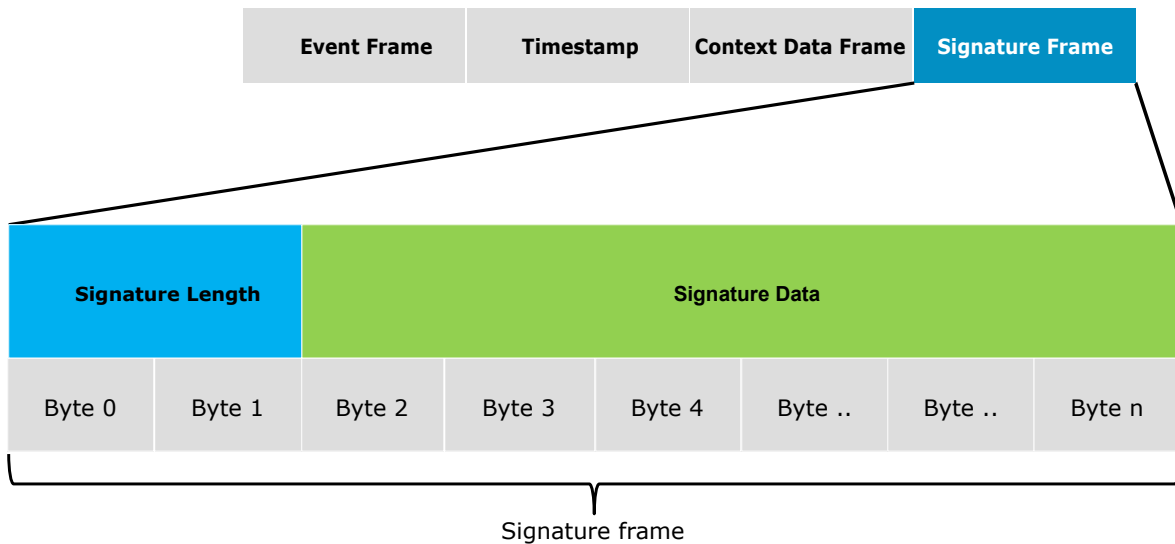 Event Frame Timestamp Context Data Frame Signature Frame
Signature Length Signature Data
Byte 0 Byte 1 Byte 2 Byte 3 Byte 4 Byte .. Byte .. Byte n
Signature frame